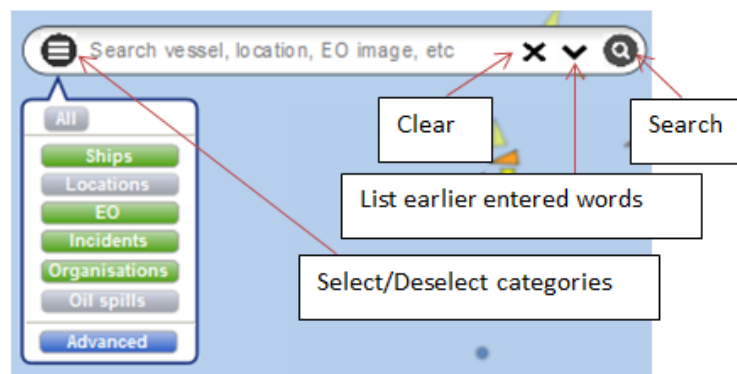 Search vessel, location, EO image, etc
All
Clear
Search
Ships
Locations
List earlier entered words
EO
Incidents
Organisations
Select/Deselect categories
Oil spills
Advanced